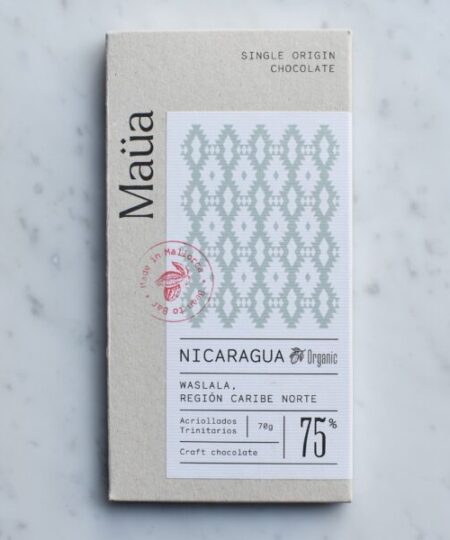 SINGLE ORIGIN
CHOCOLATE
Maüa
Made in Mallorca • Bean to Bar •
NICARAGUA Organic
WASLALA,
REGIÓN CARIBE NORTE
Acriollados
Trinitarios
70g
75%
Craft chocolate